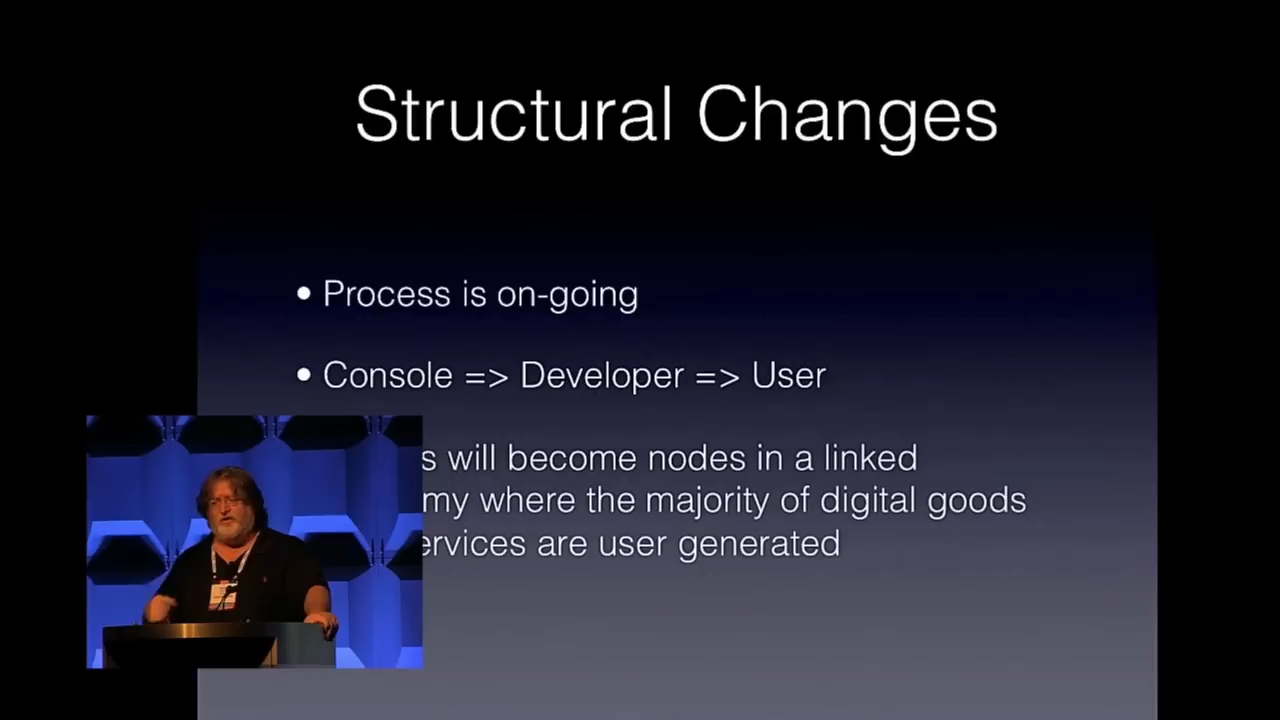 Structural Changes
• Process is on-going
• Console => Developer => User
s will become nodes in a linked
my where the majority of digital goods
ervices are user generated